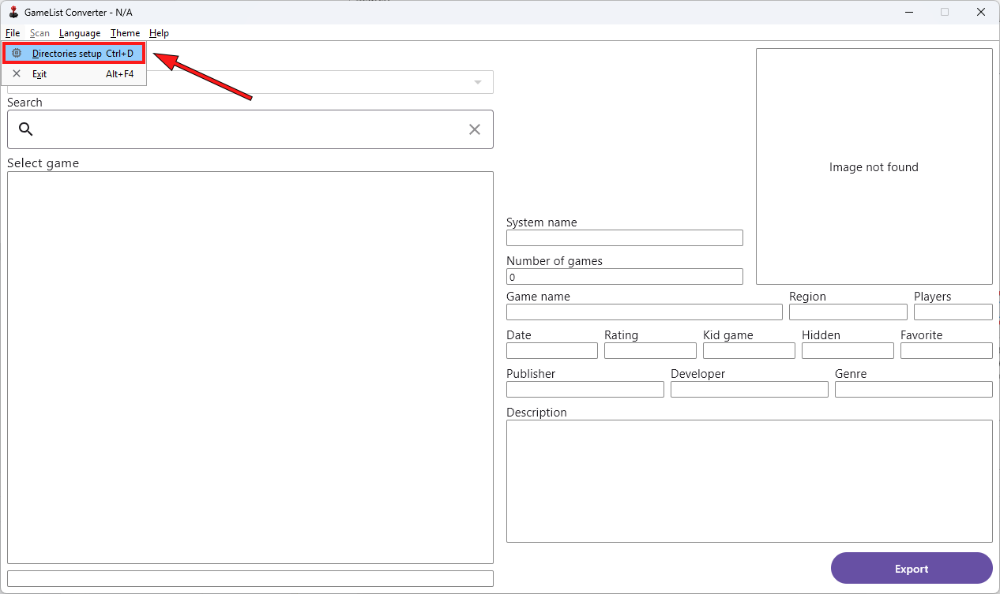 GameList Converter - N/A
File Scan Language Theme Help
Directories setup Ctrl+D
Exit Alt+F4
Search
Select game
Image not found
System name
Number of games
0
Game name Region Players
Date Rating Kid game Hidden Favorite
Publisher Developer Genre
Description
Export